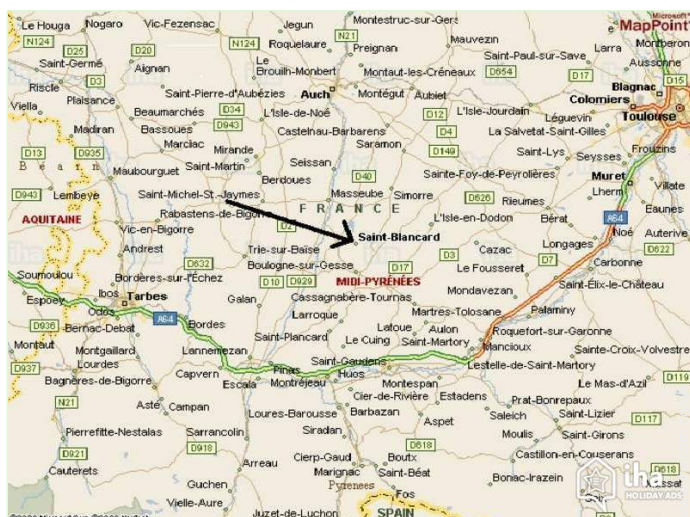 Le Houga
Nogaro
Vic-Fezensac
Jegun
Montestruc-sur-Gers
Microsoft
MapPoint
N124
D25
D20
Roquelaure
N21
Preignan
Mauvezin
Larra
Montberon
N124
Saint-Germé
Aignan
Le
Brouilh-Monbert
Montaut-les-Créneaux
Saint-Paul-sur-Save
D654
D17
Aussonne
D15
Riscle
D3
Plaisance
Saint-Pierre-d'Aubézies
Auch
Montégut
Aubiet
Blagnac
Colomiers
Viella
Beaumarchés
D34
L'Isle-de-Noé
D12
L'Isle-Jourdain
Léguevin
Toulouse
Madiran
Bassoues
D943
Castelnau-Barbarens
D4
La Salvetat-Saint-Gilles
D13
D935
Marciac
Mirande
Saramon
D149
Saint-Lys
Seysses
Frouzins
Béarn
Maubourguet
Saint-Martin
Seissan
Sainte-Foy-de-Peyrolières
Muret
D943
Lembeye
Saint-Michel-St Jaymes
Berdoues
Masseube
Simorre
D626
Rieumes
Lherm
Villate
AQUITAINE
Rabastens-de-Bigorre
FRANCE
L'Isle-en-Dodon
Bérat
A64
Eaunes
Vic-en-Bigorre
D2
Saint-Blancard
Noé
Auterive
Andrest
D632
Trie-sur-Baïse
Cazac
Longages
Soumoulou
Bordères-sur-l'Échez
Boulogne-sur-Gesse
D17
D3
Le Fousseret
D7
Carbonne
Ibos
Tarbes
D10
D929
MIDI-PYRÉNÉES
Saint-Élix-le-Château
Espoey
Odos
Galan
Cassagnabère-Tournas
Mondavezan
D936
Bernac-Debat
A64
Bordes
Larroque
Martres-Tolosane
Palaminy
Montaut
Montgaillard
Saint-Plancard
Latoue
Aulon
Roquefort-sur-Garonne
Lourdes
Lannemezan
Le Cuing
Saint-Martory
Mancioux
Sainte-Croix-Volvestre
D937
Capvern
Pinas
Saint-Gaudens
Lestelle-de-Saint-Martory
D119
Bagnères-de-Bigorre
Escala
Montréjeau
Huos
Montespan
Le Mas-d'Azil
N21
Asté
Campan
Cier-de-Rivière
Estadens
Prat-Bonrepaux
Loures-Barousse
Barbazan
Saleich
Saint-Lizier
D117
Pierrefitte-Nestalas
Sarrancolin
Siradan
Aspet
Moulis
Saint-Girons
D921
D918
D618
Castillon-en-Couserans
Cauterets
Arreau
Cierp-Gaud
Boutx
D618
Marignac
Saint-Béat
Bonac-Irazein
Guchen
Pyrenees
Vielle-Aure
Fos
Juzet-de-Luchon
SPAIN
iha
HOLIDAY ADS